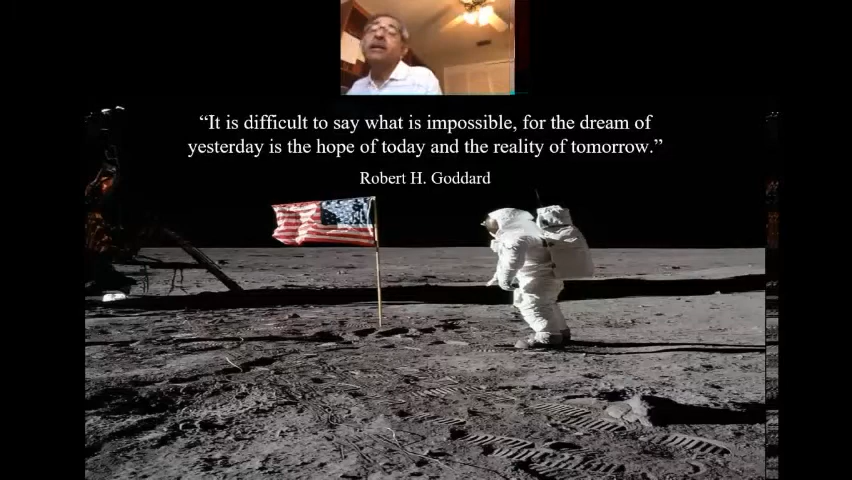 “It is difficult to say what is impossible, for the dream of
yesterday is the hope of today and the reality of tomorrow.”
Robert H. Goddard